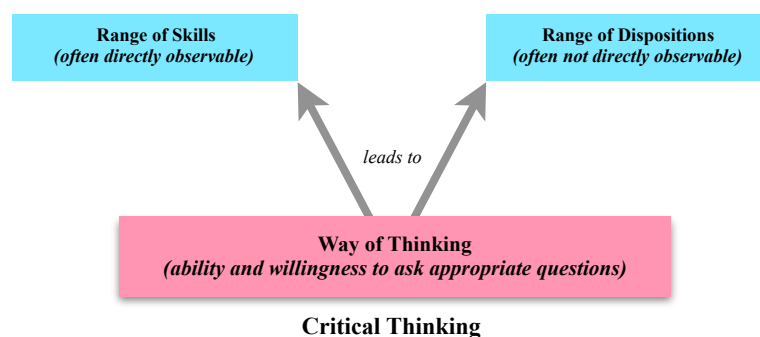 Range of Skills
(often directly observable)
Range of Dispositions
(often not directly observable)
leads to
Way of Thinking
(ability and willingness to ask appropriate questions)
Critical Thinking